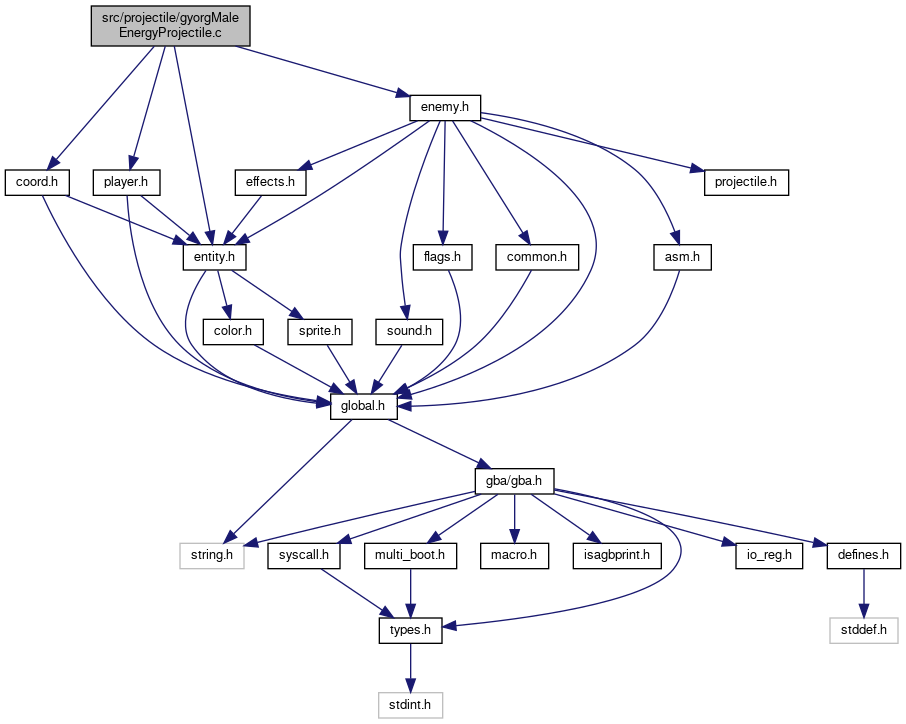 src/projectile/gyorgMale
EnergyProjectile.c
enemy.h
coord.h
player.h
effects.h
projectile.h
entity.h
flags.h
common.h
asm.h
color.h
sprite.h
sound.h
global.h
gba/gba.h
string.h
syscall.h
multi_boot.h
macro.h
isagbprint.h
io_reg.h
defines.h
types.h
stddef.h
stdint.h